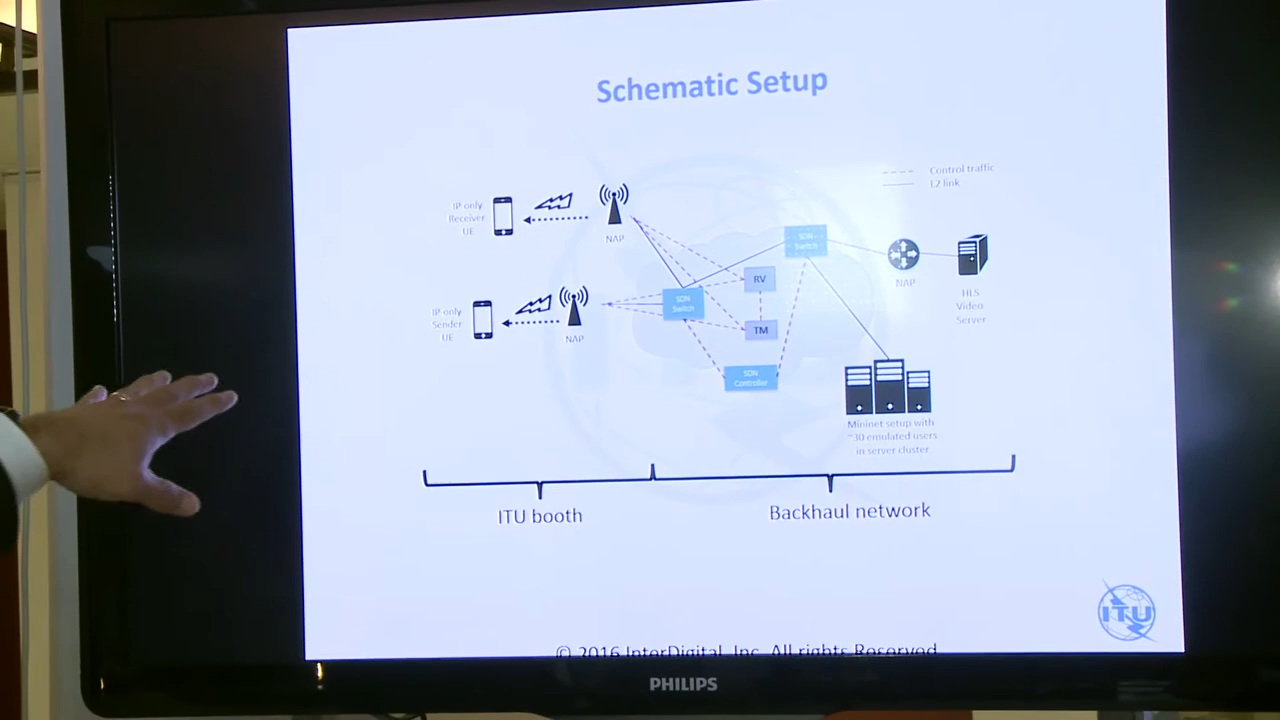 Schematic Setup
Control traffic
L2 link
IP only
Receiver
UE
NAP
SDN
Switch
RV
NAP
HLS
Video
Server
IP only
Sender
UE
NAP
SDN
Switch
TM
SDN
Controller
Mininet setup with
~30 emulated users
in server cluster
ITU booth
Backhaul network
ITU
© 2016 InterDigital, Inc. All rights Reserved
PHILIPS